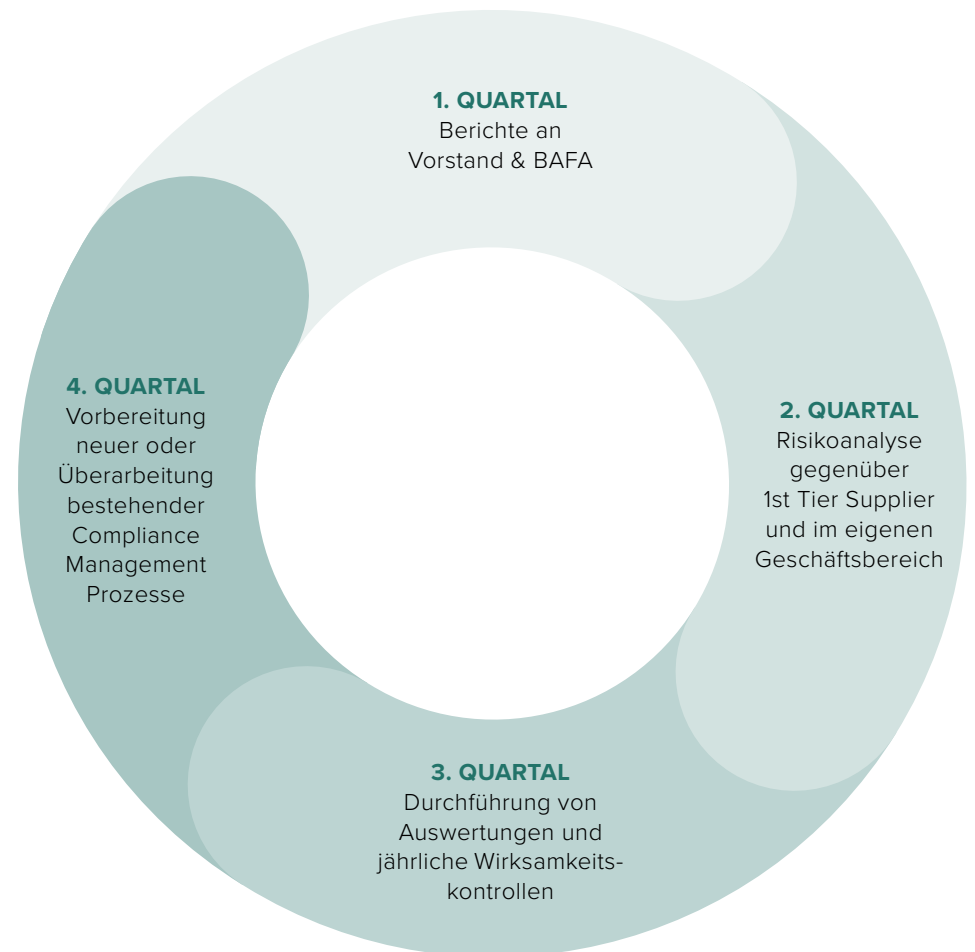 1. QUARTAL
Berichte an
Vorstand & BAFA
2. QUARTAL
Risikoanalyse
gegenüber
1st Tier Supplier
und im eigenen
Geschäftsbereich
3. QUARTAL
Durchführung von
Auswertungen und
jährliche Wirksamkeits-
kontrollen
4. QUARTAL
Vorbereitung
neuer oder
Überarbeitung
bestehender
Compliance
Management
Prozesse